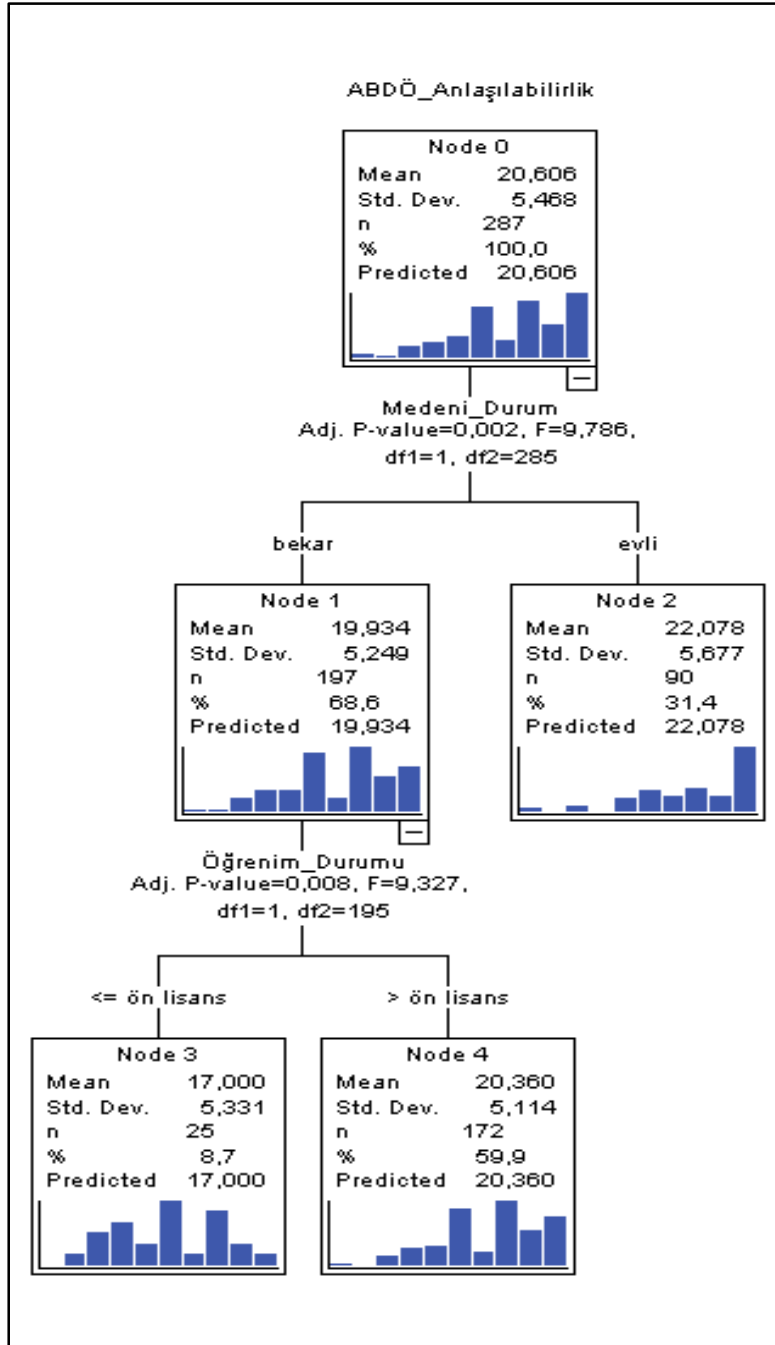 ABDÖ_Anlaşılabilirlik
Node 0
Mean 20,606
Std. Dev. 5,468
n 287
% 100,0
Predicted 20,606
Medeni_Durum
Adj. P-value=0,002, F=9,786,
df1=1, df2=285
bekar
evli
Node 1
Mean 19,934
Std. Dev. 5,249
n 197
% 68,6
Predicted 19,934
Node 2
Mean 22,078
Std. Dev. 5,677
n 90
% 31,4
Predicted 22,078
Öğrenim_Durumu
Adj. P-value=0,008, F=9,327,
df1=1, df2=195
<= ön lisans
> ön lisans
Node 3
Mean 17,000
Std. Dev. 5,331
n 25
% 8,7
Predicted 17,000
Node 4
Mean 20,360
Std. Dev. 5,114
n 172
% 59,9
Predicted 20,360